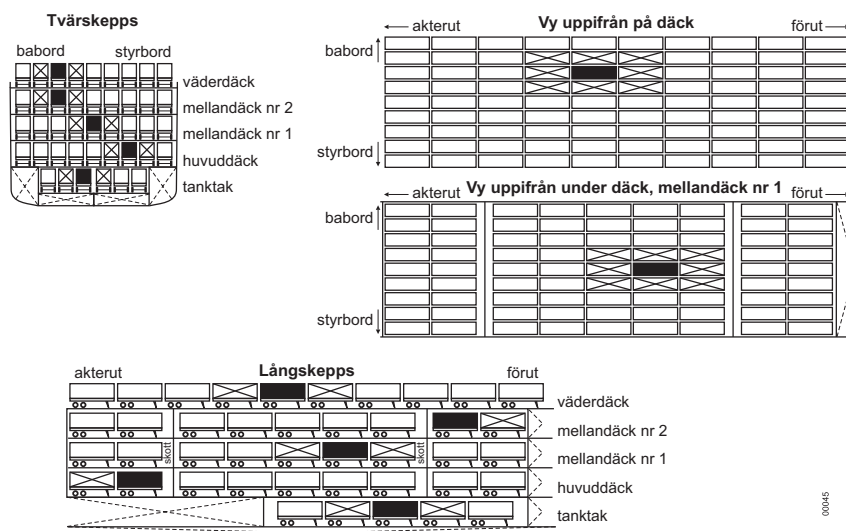 Tvärskepps
babord styrbord
väderdäck
mellandäck nr 2
mellandäck nr 1
huvuddäck
tanktak
Vy uppifrån på däck
akterut förut
babord
styrbord
Vy uppifrån under däck, mellandäck nr 1
akterut förut
babord
styrbord
Långskepps
akterut förut
väderdäck
mellandäck nr 2
skott skott
mellandäck nr 1
huvuddäck
tanktak
00045